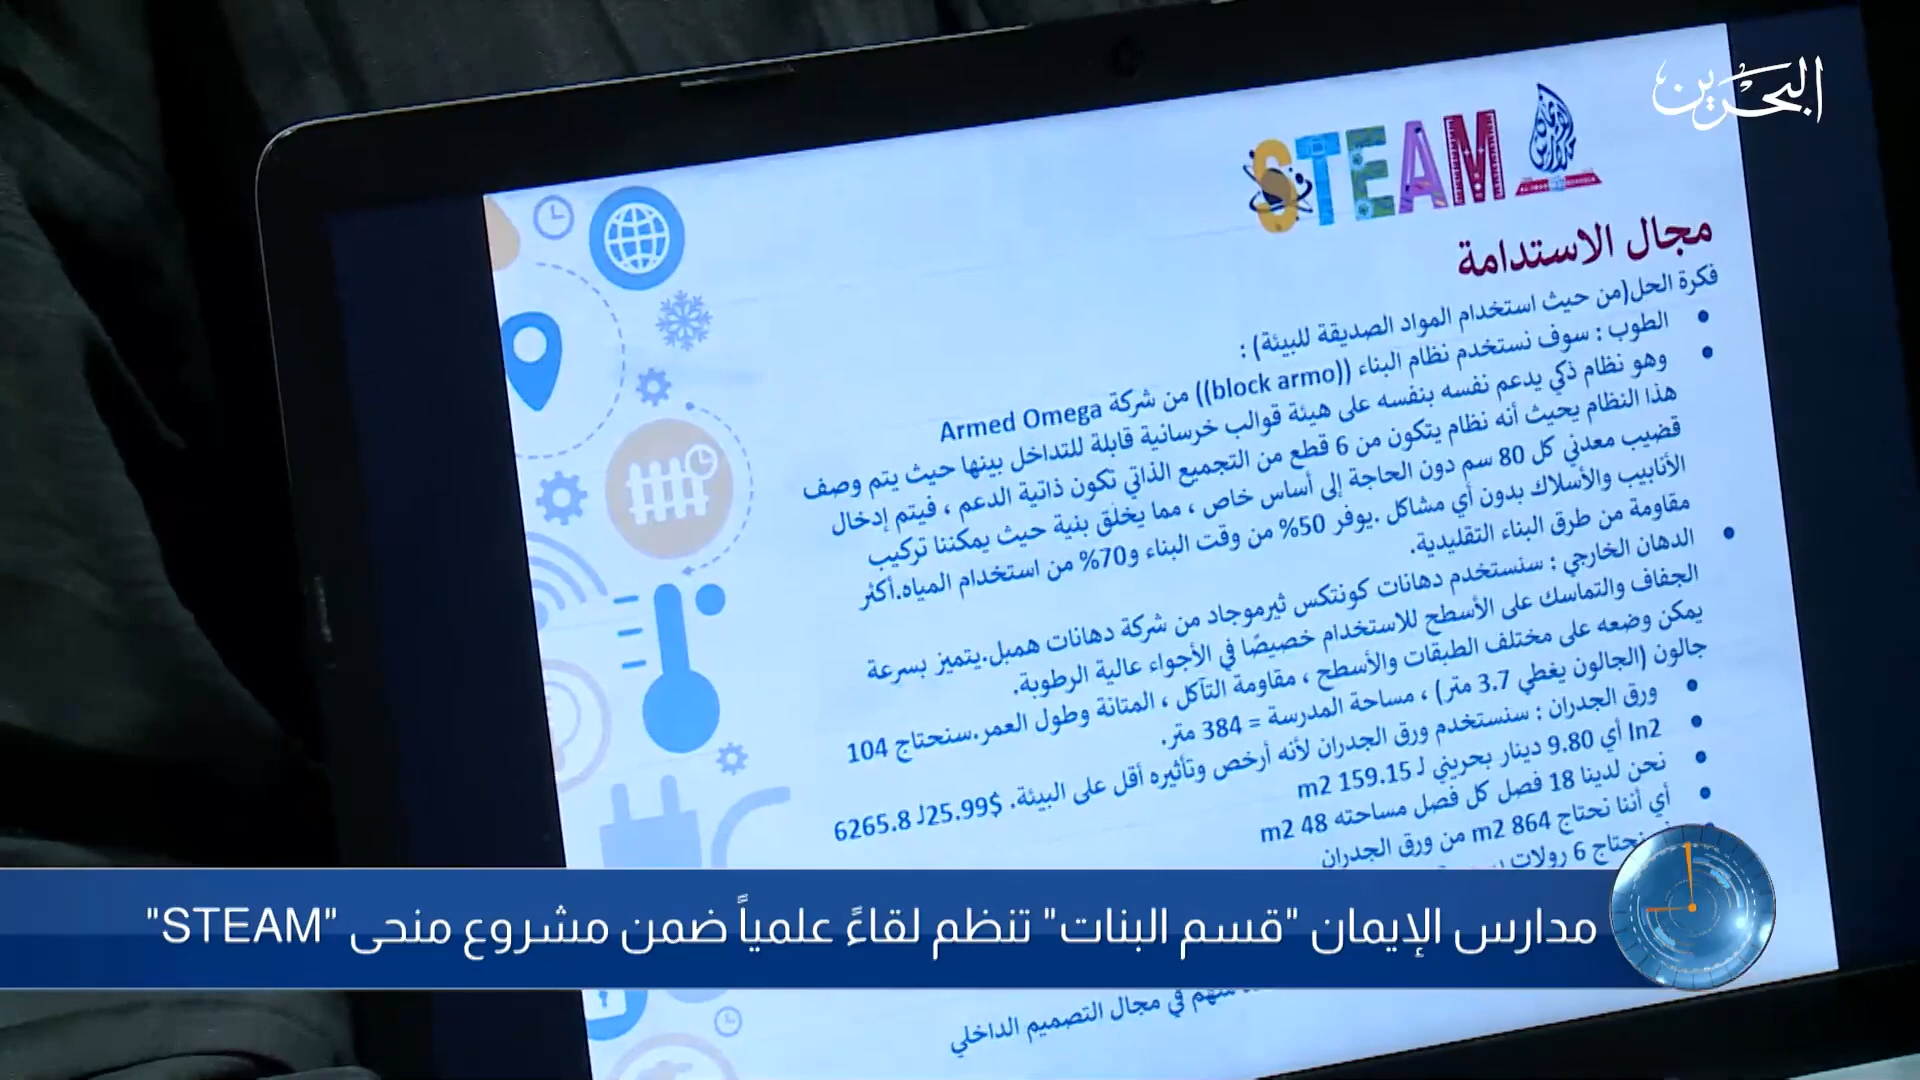 البحرين
STEAM
مجال الاستدامة
فكرة الحل(من حيث استخدام المواد الصديقة للبيئة) :
الطوب : سوف نستخدم نظام البناء ((block armo)) من شركة Armed Omega
وهو نظام ذكي يدعم نفسه بنفسه على هيئة قوالب خرسانية قابلة للتداخل بينها حيث يتم وصف
هذا النظام بحيث أنه نظام يتكون من 6 قطع من التجميع الذاتي تكون ذاتية الدعم ، فيتم إدخال
قضيب معدني كل 80 سم دون الحاجة إلى أساس خاص ، مما يخلق بنية حيث يمكننا تركيب
الأنابيب والأسلاك بدون أي مشاكل .يوفر 50% من وقت البناء و70% من استخدام المياه.أكثر
مقاومة من طرق البناء التقليدية.
الدهان الخارجي : سنستخدم دهانات كونتكس ثيرموجاد من شركة دهانات همبل.يتميز بسرعة
الجفاف والتماسك على الأسطح للاستخدام خصيصًا في الأجواء عالية الرطوبة.
يمكن وضعه على مختلف الطبقات والأسطح ، مقاومة التآكل ، المتانة وطول العمر.سنحتاج 104
جالون (الجالون يغطي 3.7 متر) ، مساحة المدرسة = 384 متر.
ورق الجدران : سنستخدم ورق الجدران لأنه أرخص وتأثيره أقل على البيئة. $25.99لـ 6265.8
In2 أي 9.80 دينار بحريني لـ 159.15 m2
نحن لدينا 18 فصل كل فصل مساحته 48 m2
أي أننا نحتاج 864 m2 من ورق الجدران
نحتاج 6 رولات
مدارس الإيمان "قسم البنات" تنظم لقاءً علمياً ضمن مشروع منحى "STEAM"
في مجال التصميم الداخلي